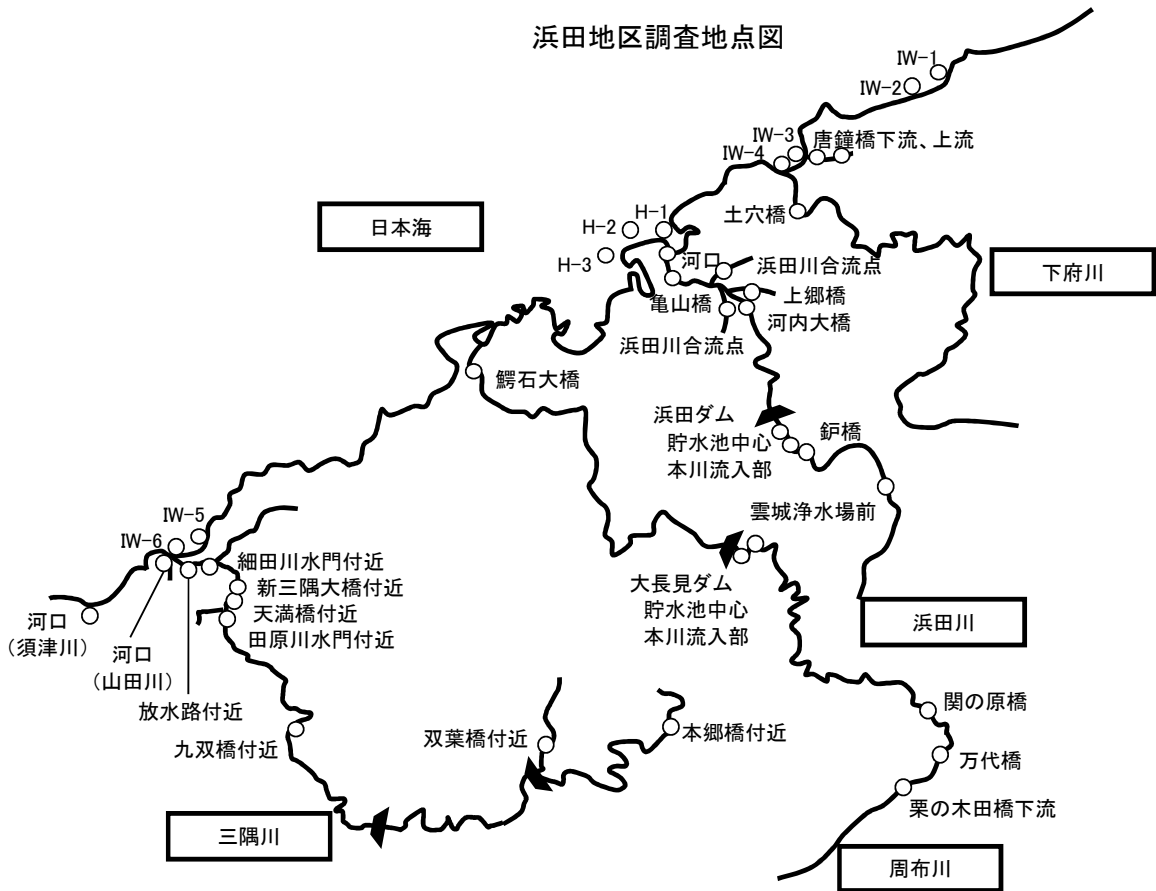 浜田地区調査地点図
IW-1
IW-2
IW-3
唐鐘橋下流、上流
IW-4
H-1
土穴橋
日本海
H-2
河口
浜田川合流点
H-3
下府川
亀山橋
上郷橋
河内大橋
浜田川合流点
鰐石大橋
浜田ダム
貯水池中心
本川流入部
鈩橋
雲城浄水場前
IW-5
IW-6
細田川水門付近
新三隅大橋付近
天満橋付近
田原川水門付近
大長見ダム
貯水池中心
本川流入部
浜田川
河口
(須津川)
河口
(山田川)
放水路付近
関の原橋
九双橋付近
双葉橋付近
本郷橋付近
万代橋
栗の木田橋下流
三隅川
周布川